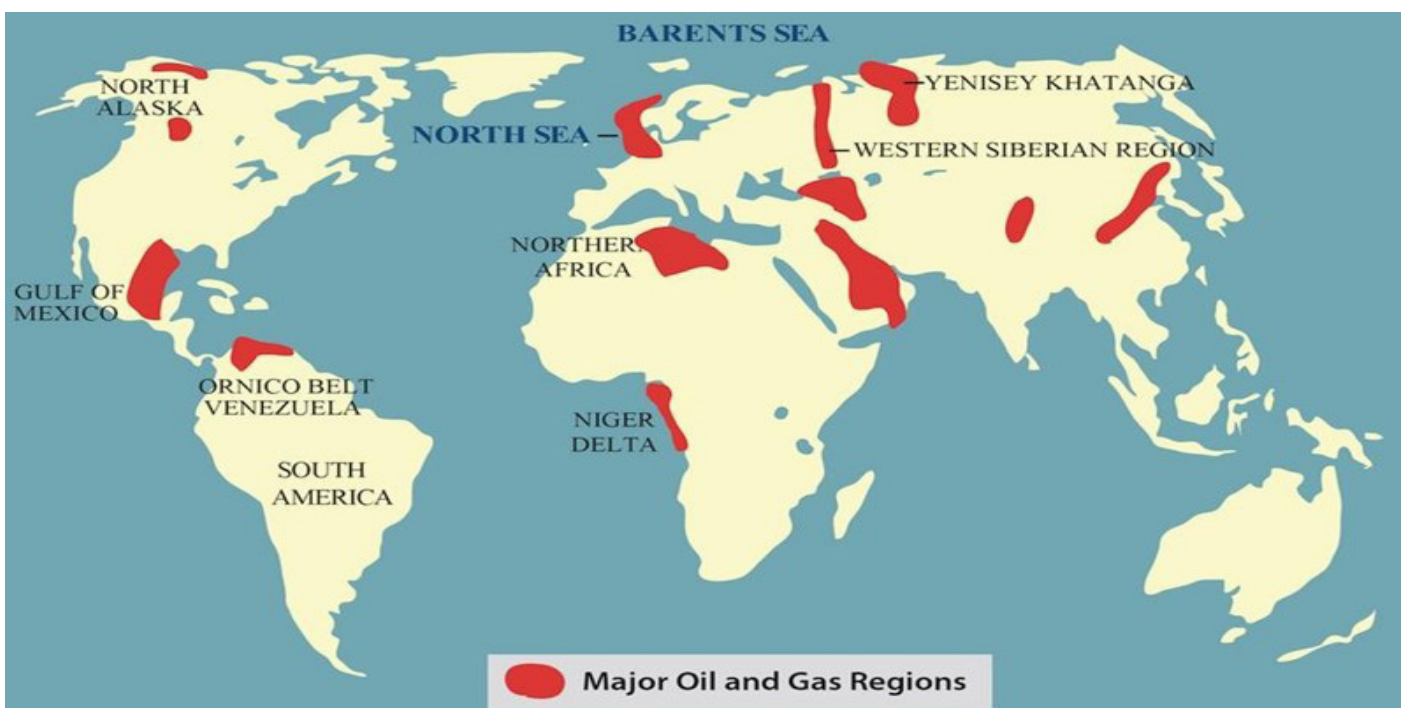 BARENTS SEA
NORTH
ALASKA
YENISEY KHATANGA
NORTH SEA
WESTERN SIBERIAN REGION
NORTHERN
AFRICA
GULF OF
MEXICO
ORNICO BELT
VENEZUELA
NIGER
DELTA
SOUTH
AMERICA
Major Oil and Gas Regions